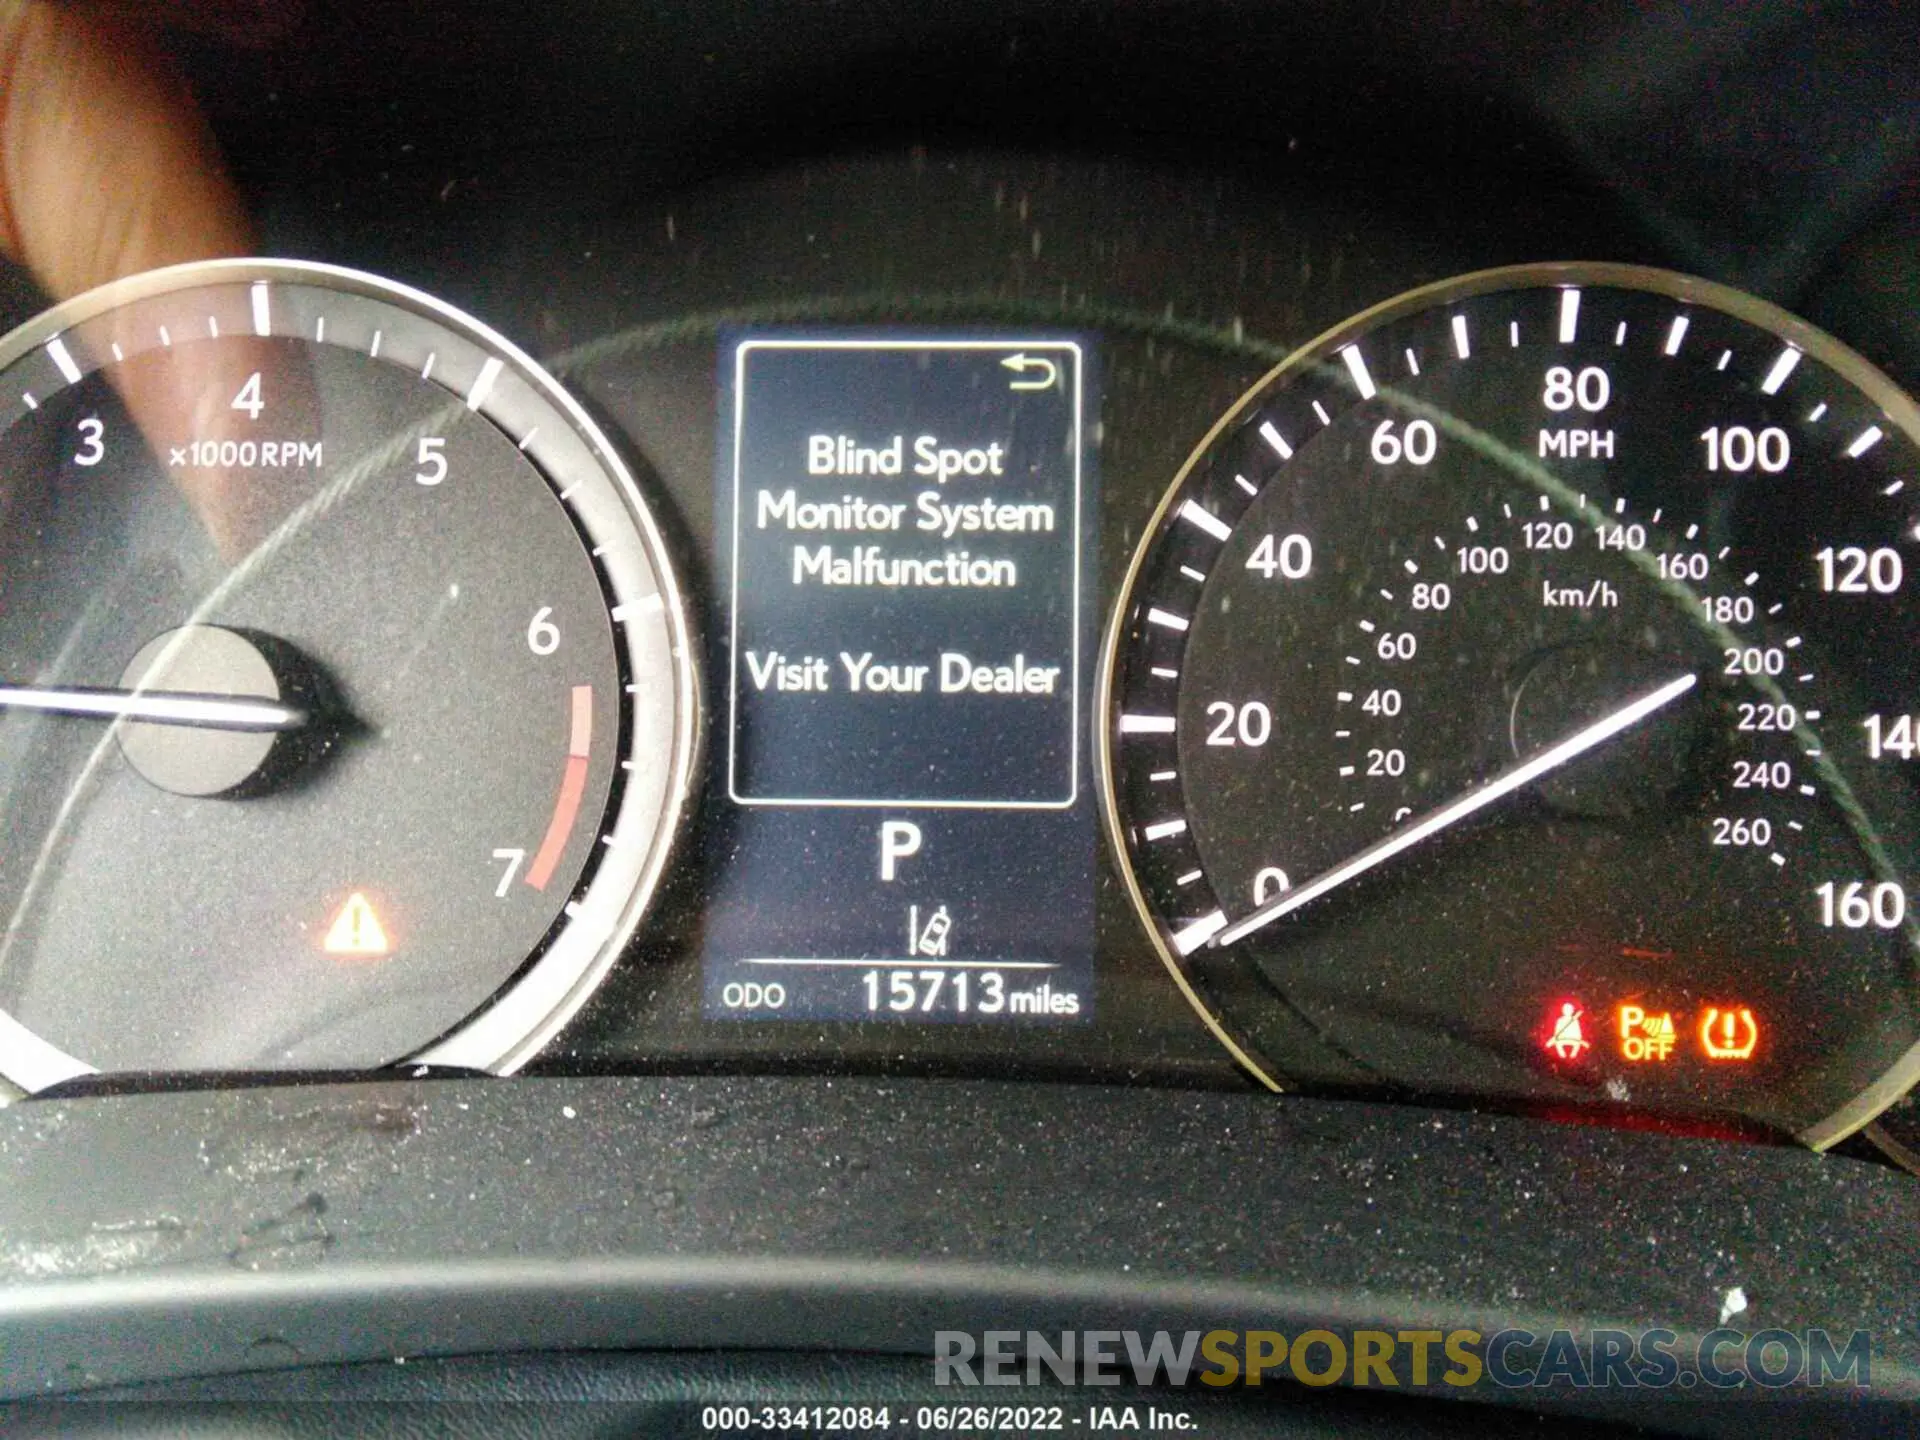 3
4
x1000 RPM
5
6
7
Blind Spot
Monitor System
Malfunction
Visit Your Dealer
P
ODO 15713 miles
0
20
40
60
80
MPH
100
120
140
160
20
40
60
80
100
120
140
160
180
200
220
240
260
km/h
P
OFF
RENEWSPORTSCARS.COM
000-33412084 - 06/26/2022 - IAA Inc.